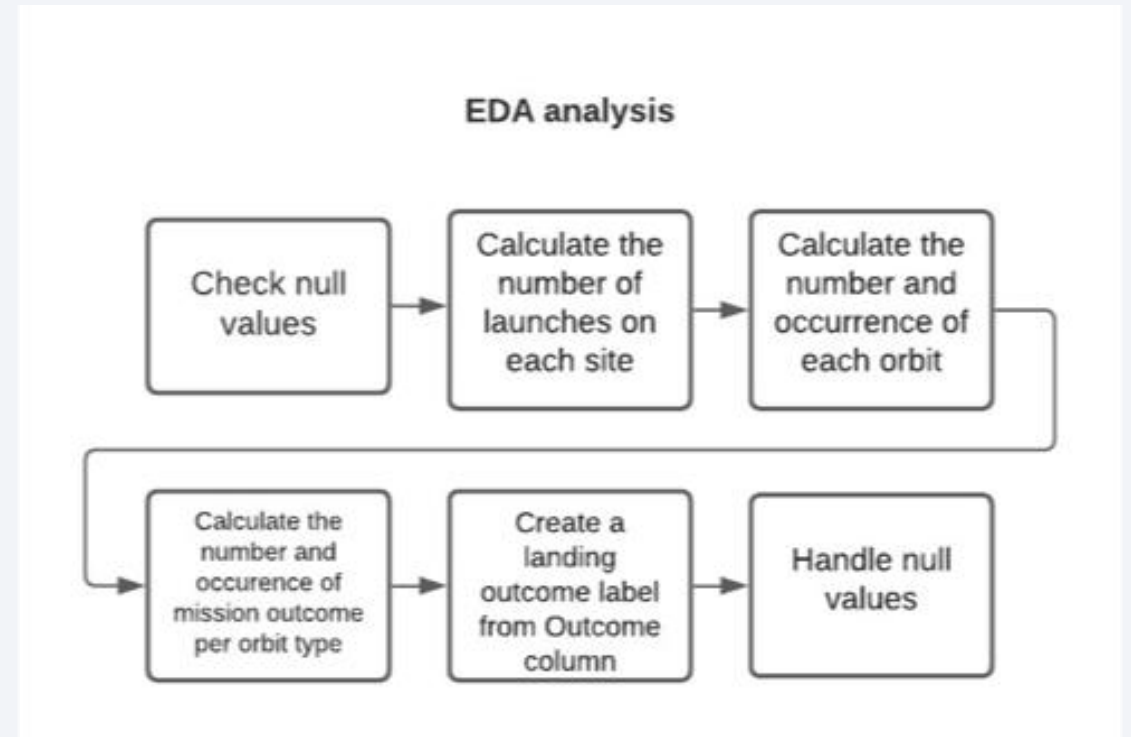 EDA analysis
Check null
values
Calculate the
number of
launches on
each site
Calculate the
number and
occurrence of
each orbit
Calculate the
number and
occurence of
mission outcome
per orbit type
Create a
landing
outcome label
from Outcome
column
Handle null
values